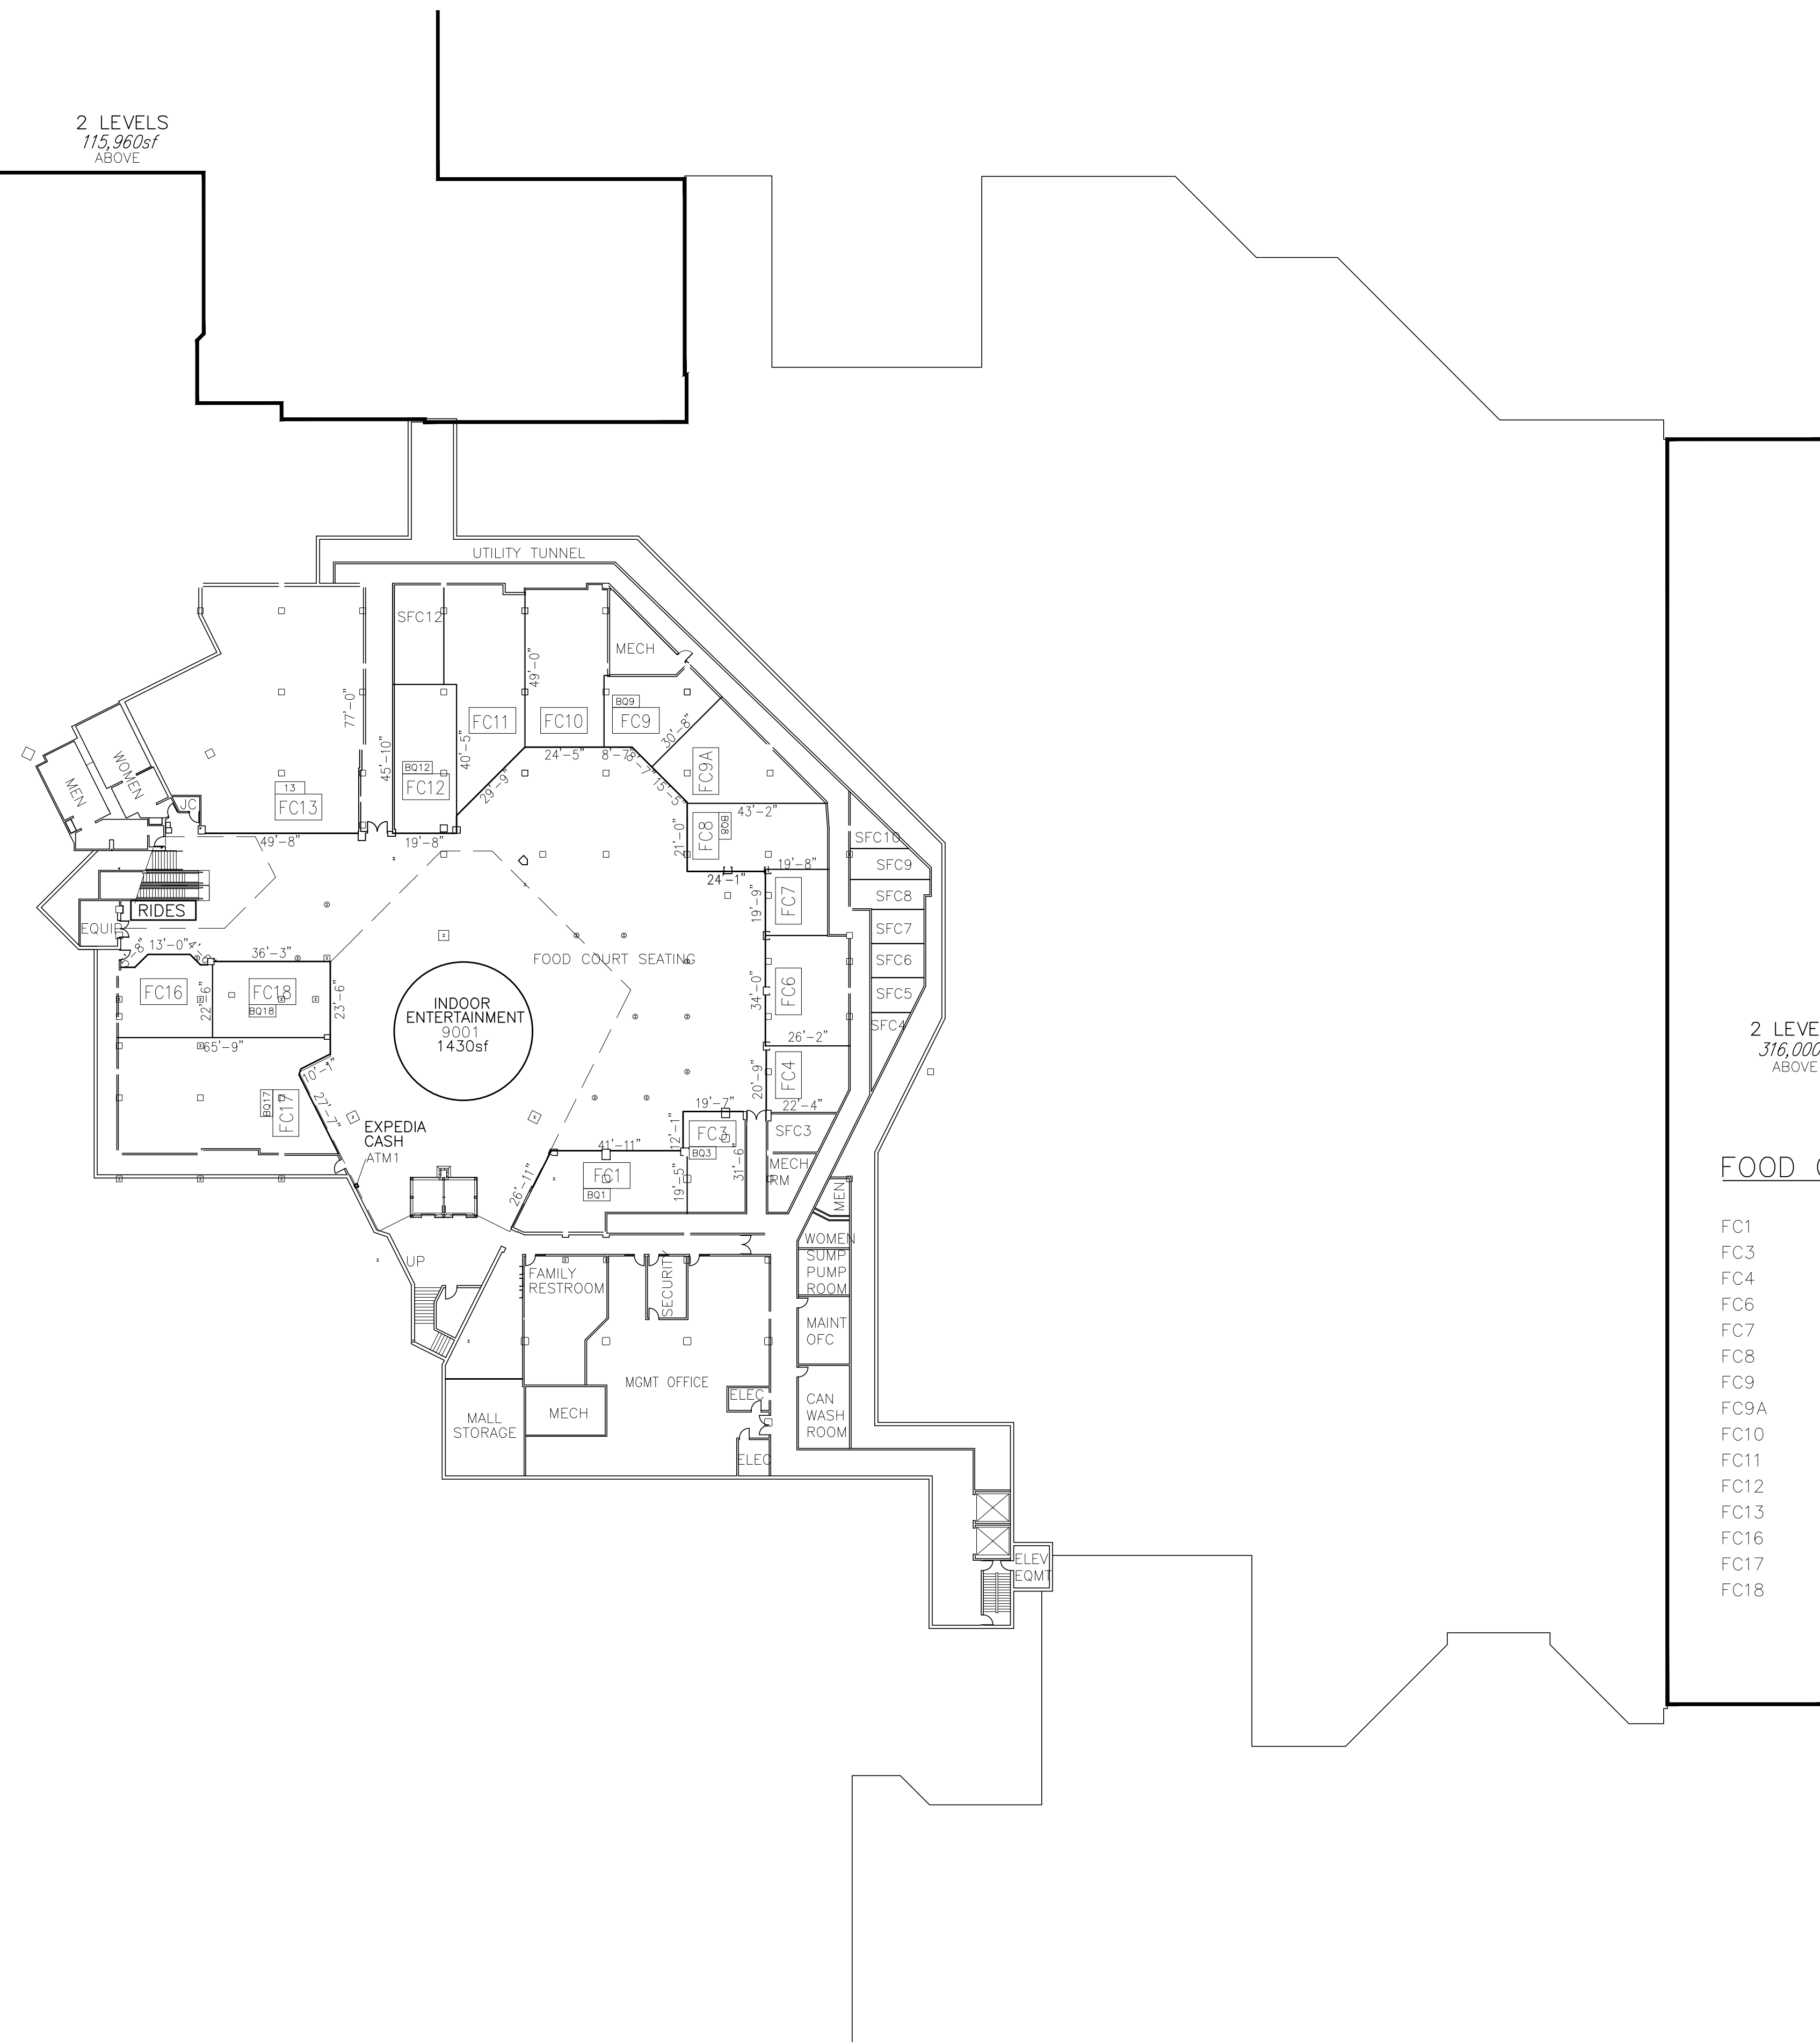 2 LEVELS
115,960sf
ABOVE
UTILITY TUNNEL
SFC12
MECH
49'-0"
BQ9
FC11
FC10
FC9
30'-8"
77'-0"
40'-5"
45'-10"
24'-5"
8'-7"
8'-7"
15'-5"
FC9A
WOMEN
MEN
BQ12
FC12
29'-9"
13
FC13
JC
43'-2"
49'-8"
19'-8"
21'-0"
FC8
BQ8
SFC10
24'-1"
19'-8"
SFC9
RIDES
19'-9"
FC7
SFC8
EQUIP
SFC7
13'-0"
36'-3"
FOOD COURT SEATING
SFC6
FC16
22'-6"
FC18
BQ18
23'-6"
34'-0"
FC6
SFC5
INDOOR
ENTERTAINMENT
9001
1430sf
SFC4
26'-2"
65'-9"
10'-1"
2 LEVE
316,000
ABOVE
FC4
20'-9"
BQ17
FC17
27'-7"
19'-7"
22'-4"
EXPEDIA
CASH
ATM1
12'-1"
FC3
BQ3
SFC3
41'-11"
31'-6"
MECH
RM
26'-11"
FC1
BQ1
19'-5"
MEN
WOMEN
UP
FAMILY
RESTROOM
SECURITY
SUMP
PUMP
ROOM
MAINT
OFC
MGMT OFFICE
ELEC
MALL
STORAGE
MECH
CAN
WASH
ROOM
ELEC
ELEV
EQMT
FOOD
FC1
FC3
FC4
FC6
FC7
FC8
FC9
FC9A
FC10
FC11
FC12
FC13
FC16
FC17
FC18